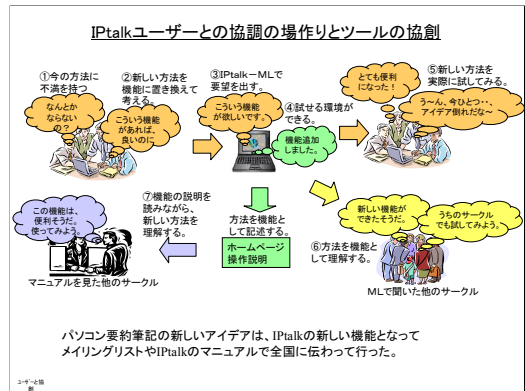 IPtalkユーザーとの協調の場作りとツールの協創
①今の方法に
不満を持つ
②新しい方法を
機能に置き換えて
考える。
③IPtalk－MLで
要望を出す。
④試せる環境が
できる。
⑤新しい方法を
実際に試してみる。
なんとか
ならない
の？
こういう機能
があれば、
良いのに
こういう機能
が欲しいです。
機能追加
しました。
とても便利
になった！
うーん、今ひとつ・・、
アイデア倒れだな～
⑦機能の説明を
読みながら、
新しい方法を
理解する。
この機能は、
便利そうだ。
使ってみよう。
マニュアルを見た他のサークル
方法を機能と
して記述する。
ホームページ
操作説明
新しい機能が
できたそうだ。
うちのサークル
でも試してみよう。
⑥方法を機能と
して理解する。
MLで聞いた他のサークル
パソコン要約筆記の新しいアイデアは、IPtalkの新しい機能となって
メイリングリストやIPtalkのマニュアルで全国に伝わって行った。
ユーザーと協
創